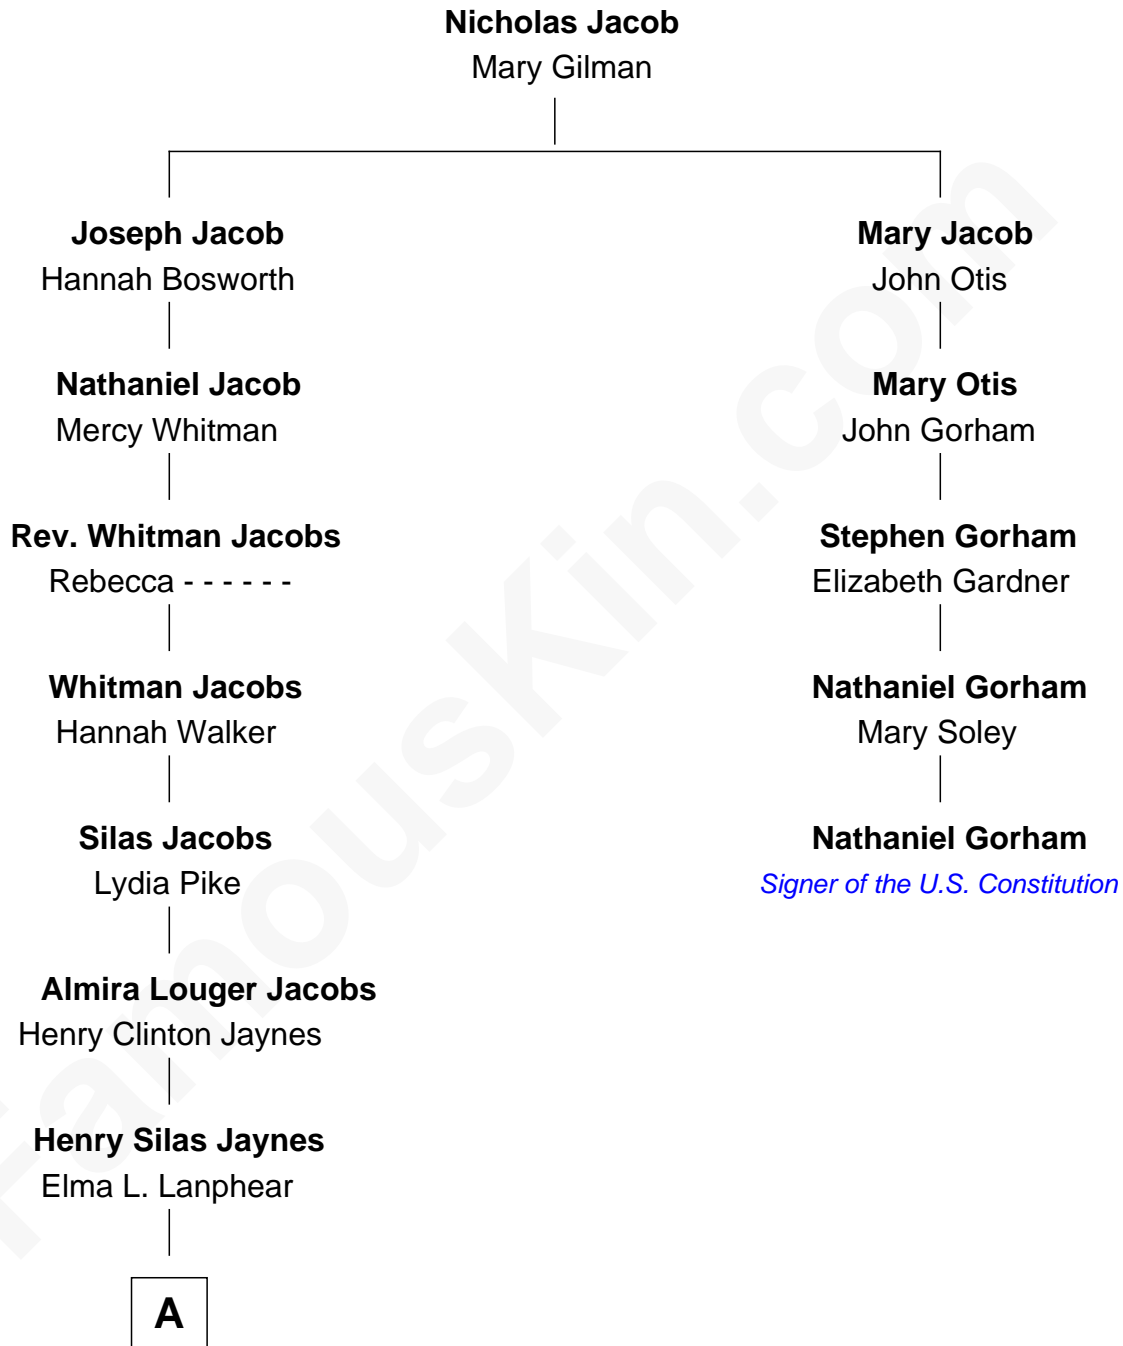 Nicholas Jacob
Mary Gilman
Joseph Jacob
Hannah Bosworth
Mary Jacob
John Otis
Nathaniel Jacob
Mercy Whitman
Mary Otis
John Gorham
Rev. Whitman Jacobs
Rebecca - - - - - -
Stephen Gorham
Elizabeth Gardner
Whitman Jacobs
Hannah Walker
Nathaniel Gorham
Mary Soley
Silas Jacobs
Lydia Pike
Nathaniel Gorham
Signer of the U.S. Constitution
Almira Louger Jacobs
Henry Clinton Jaynes
Henry Silas Jaynes
Elma L. Lanphear
A
FamousKin.com